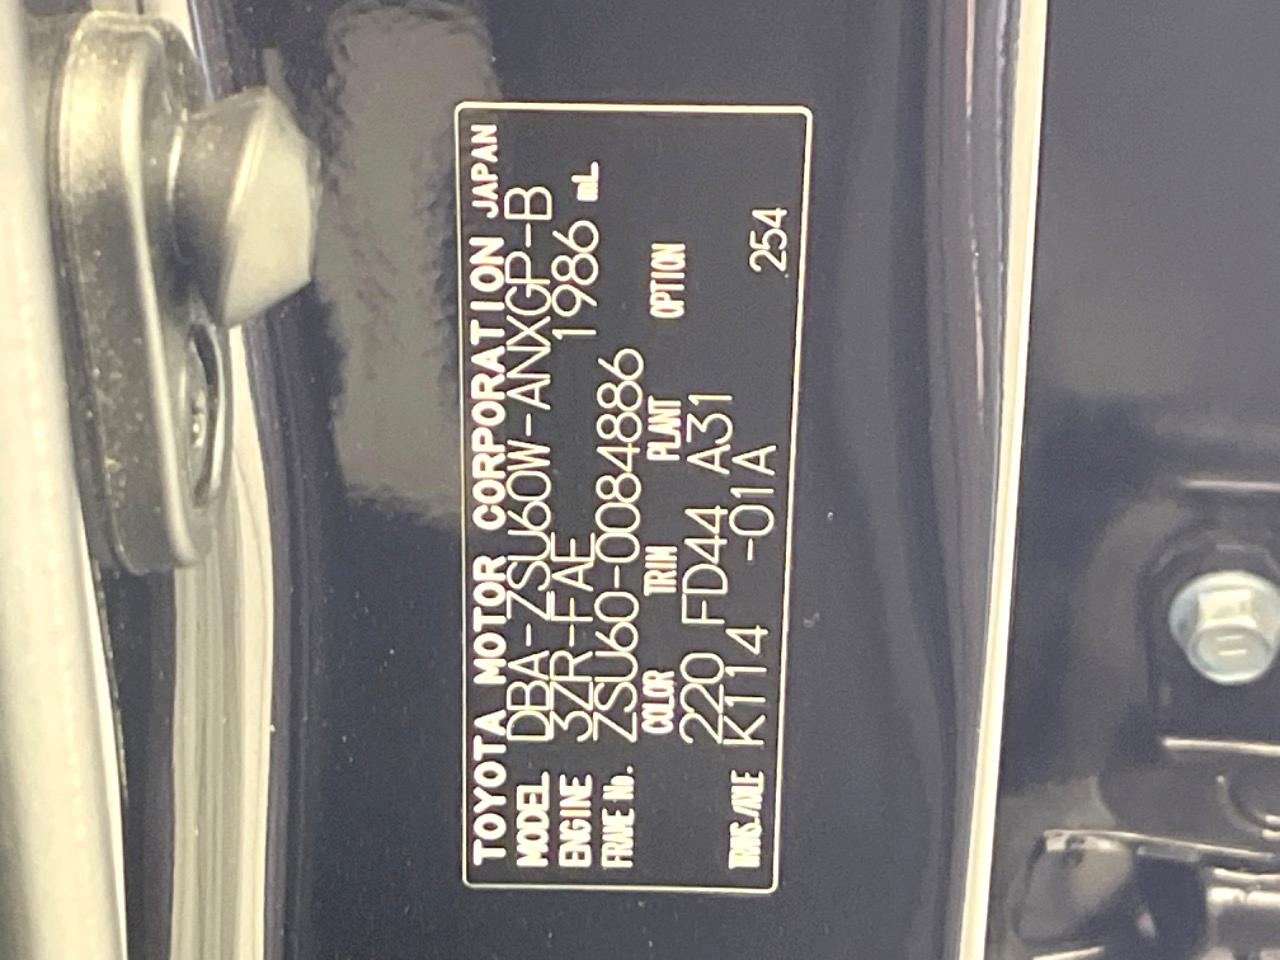 TOYOTA MOTOR CORPORATION JAPAN
MODEL DBA-ZSU60W-ANXGP-B
ENGINE 3ZR-FAE 1986 mL
FRAME No. ZSU60-0084886
COLOR TRIM PLANT OPTION
220 FD44 A31
TRANS./AXLE K114 -01A 254